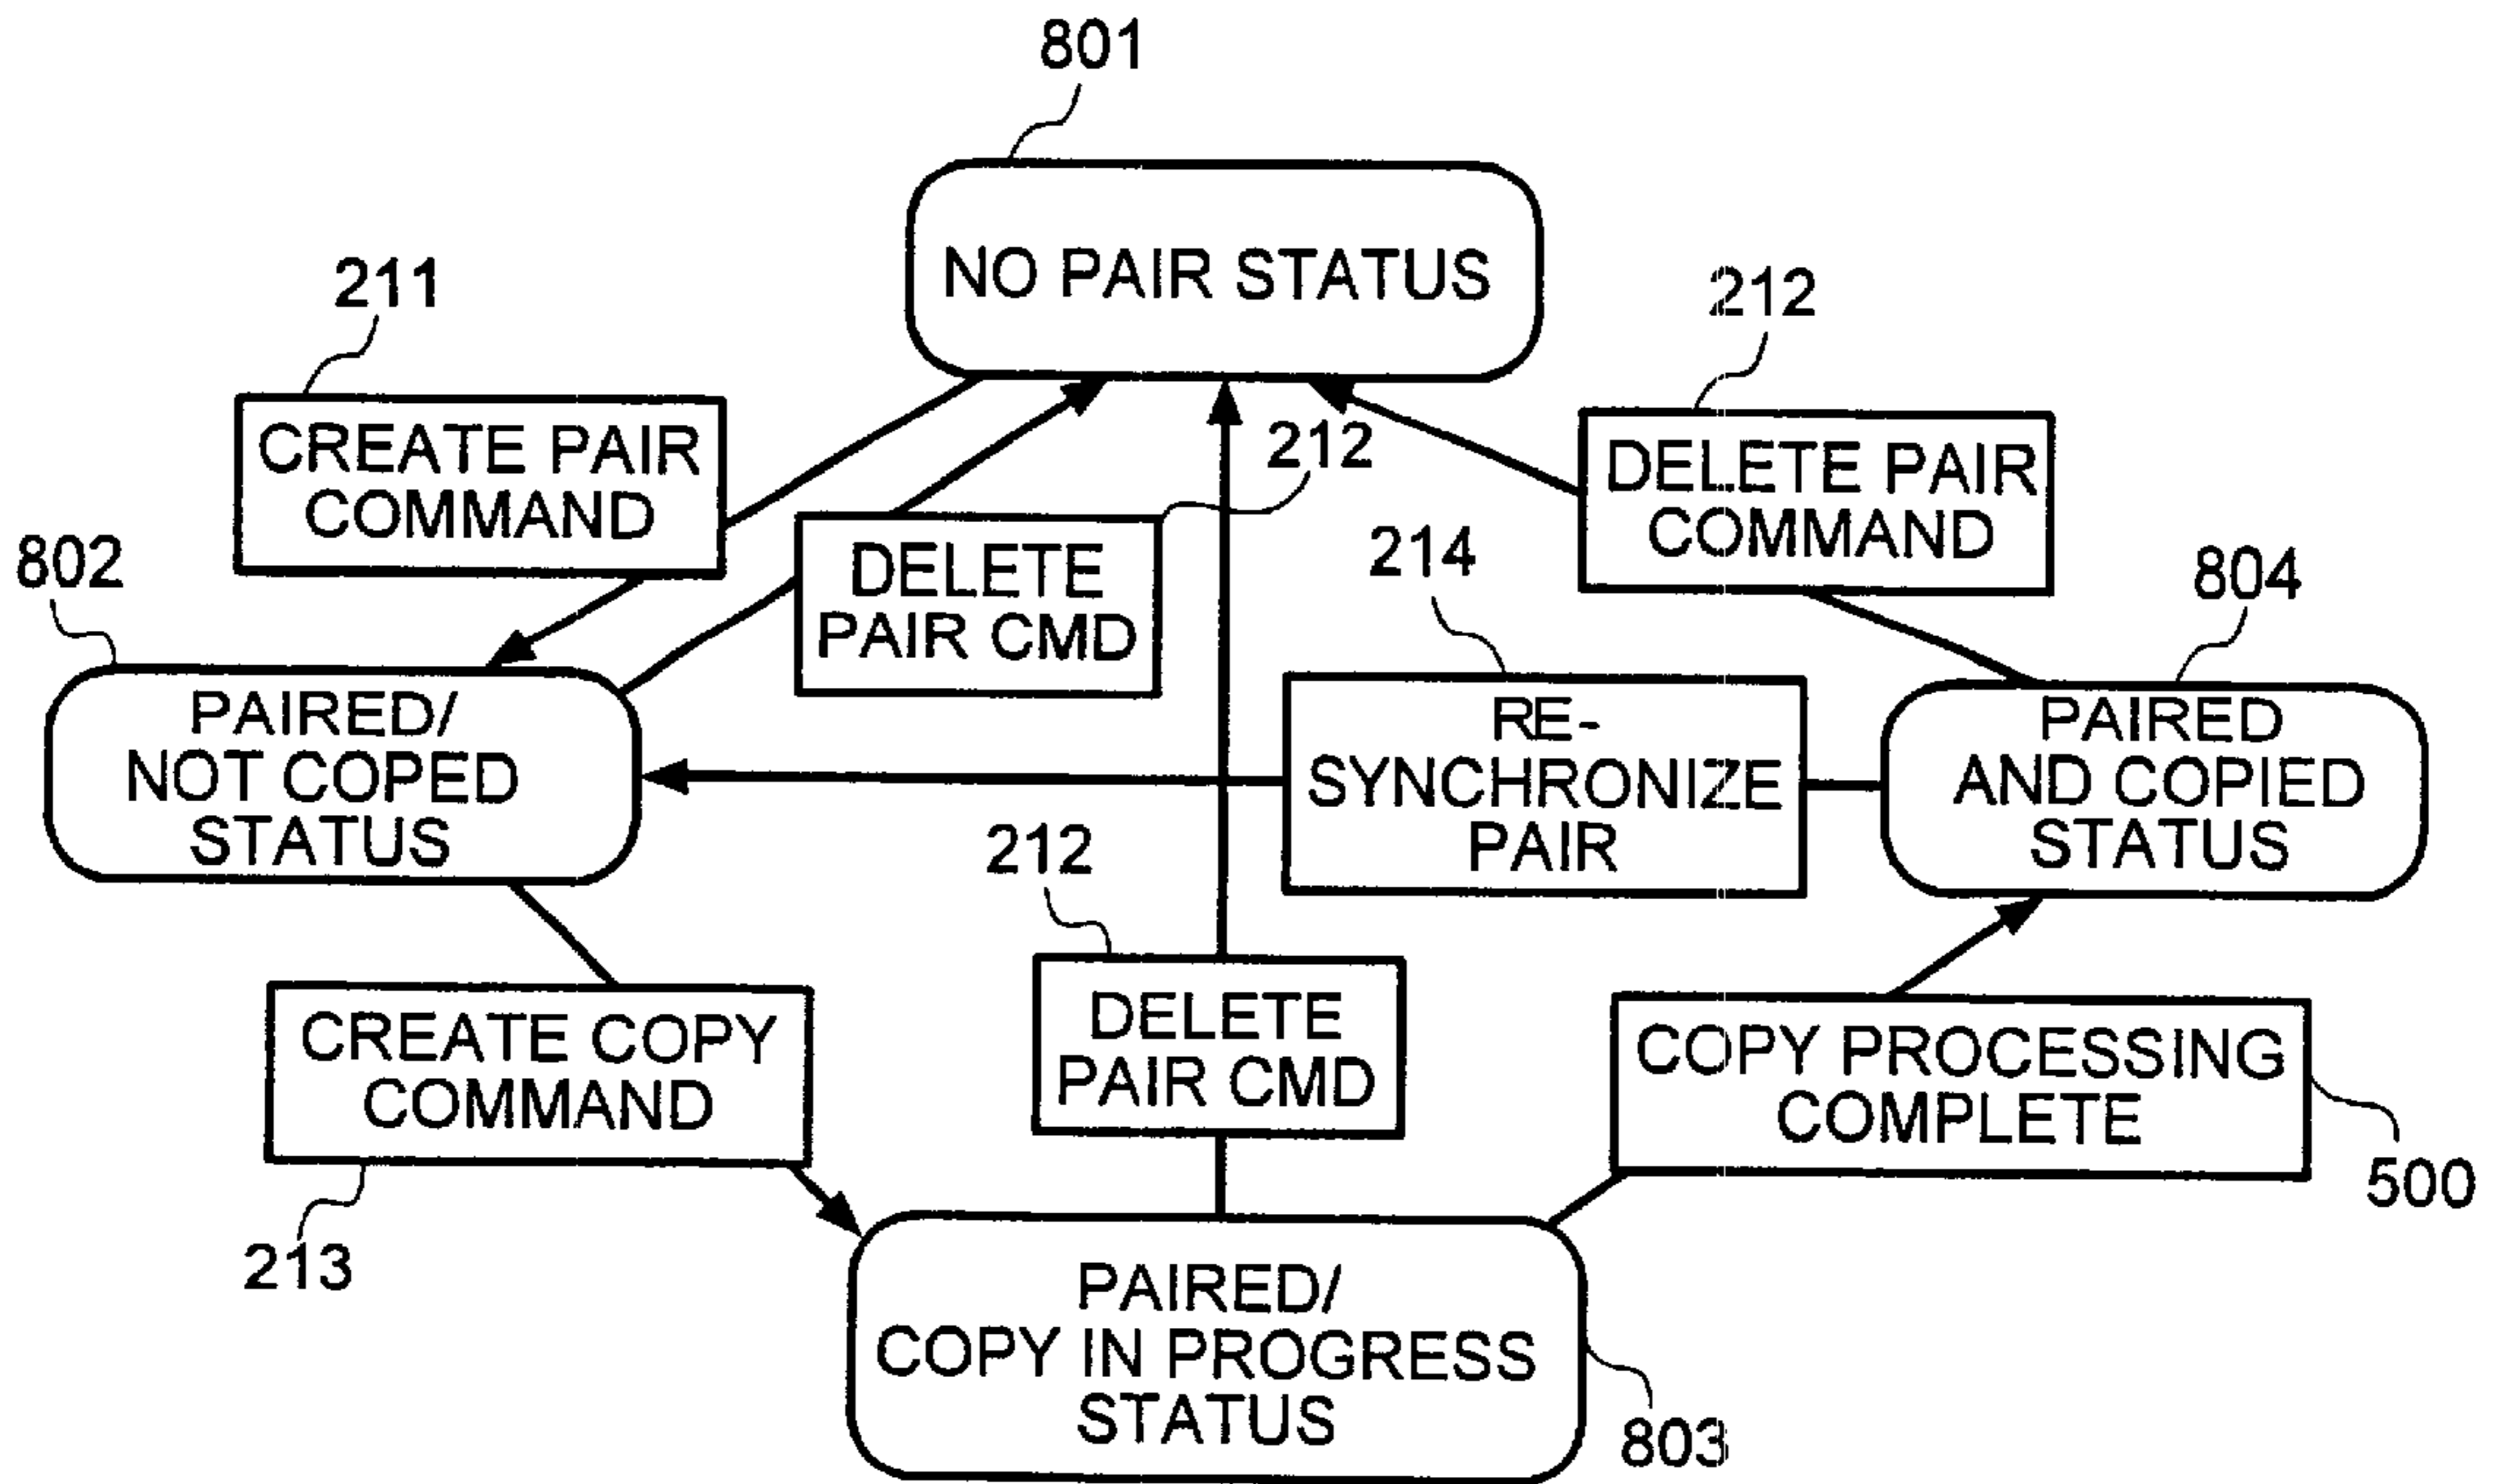 801
NO PAIR STATUS
211
212
CREATE PAIR
COMMAND
212
DELETE PAIR
COMMAND
802
DELETE
PAIR CMD
214
804
PAIRED/
NOT COPED
STATUS
RE-
SYNCHRONIZE
PAIR
PAIRED
AND COPIED
STATUS
212
CREATE COPY
COMMAND
DELETE
PAIR CMD
COPY PROCESSING
COMPLETE
500
213
PAIRED/
COPY IN PROGRESS
STATUS
803